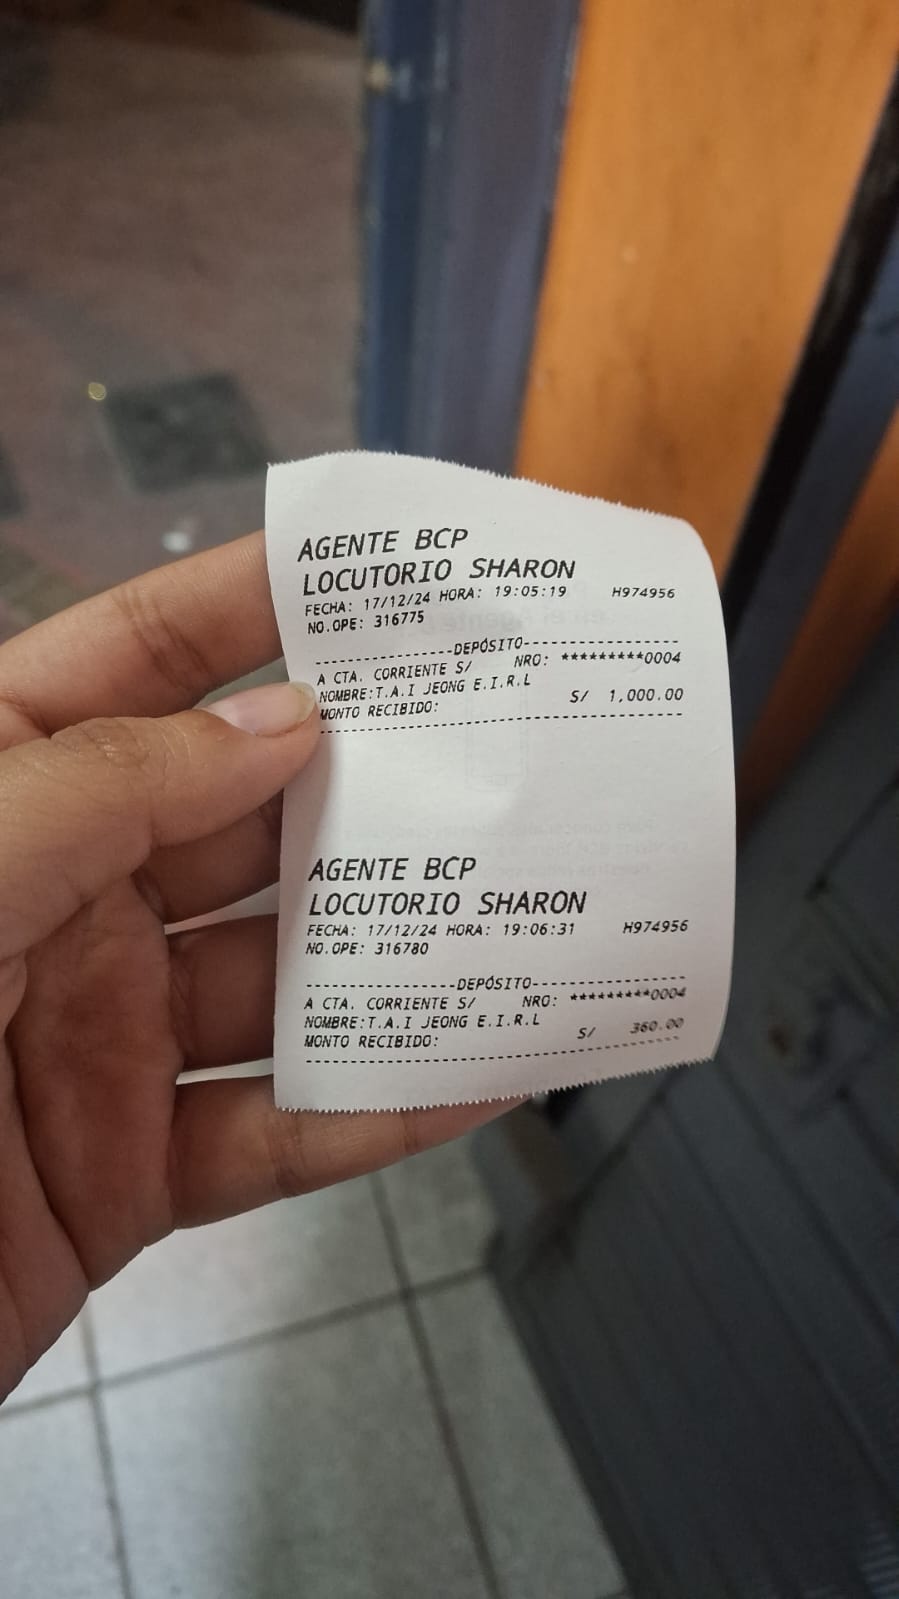 AGENTE BCP
LOCUTORIO SHARON
FECHA: 17/12/24 HORA: 19:05:19 H974956
NO.OPE: 316775
-----------------DEPÓSITO-------------------
A CTA. CORRIENTE S/ NRO: *********0004
NOMBRE:T.A.I JEONG E.I.R.L
MONTO RECIBIDO: S/ 1,000.00
--------------------------------------------
AGENTE BCP
LOCUTORIO SHARON
FECHA: 17/12/24 HORA: 19:06:31 H974956
NO.OPE: 316780
-----------------DEPÓSITO-------------------
A CTA. CORRIENTE S/ NRO: *********0004
NOMBRE:T.A.I JEONG E.I.R.L
MONTO RECIBIDO: S/ 360.00
--------------------------------------------